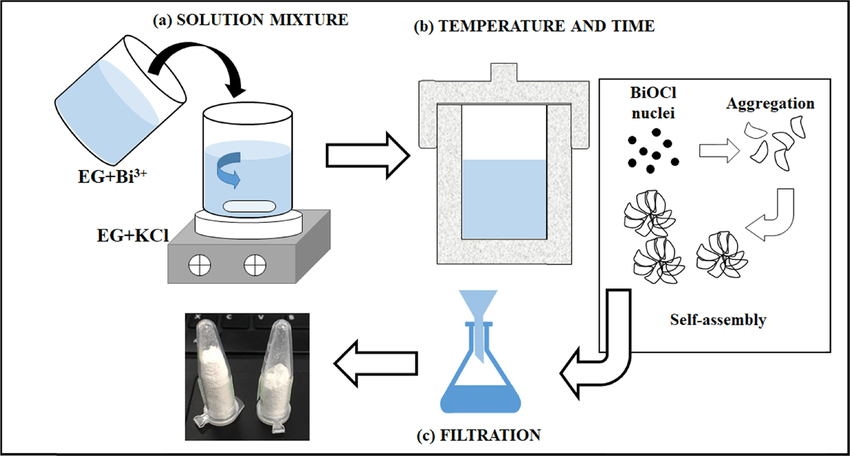 (a) SOLUTION MIXTURE
(b) TEMPERATURE AND TIME
EG+Bi³⁺
EG+KCl
BiOCl
nuclei
Aggregation
Self-assembly
(c) FILTRATION